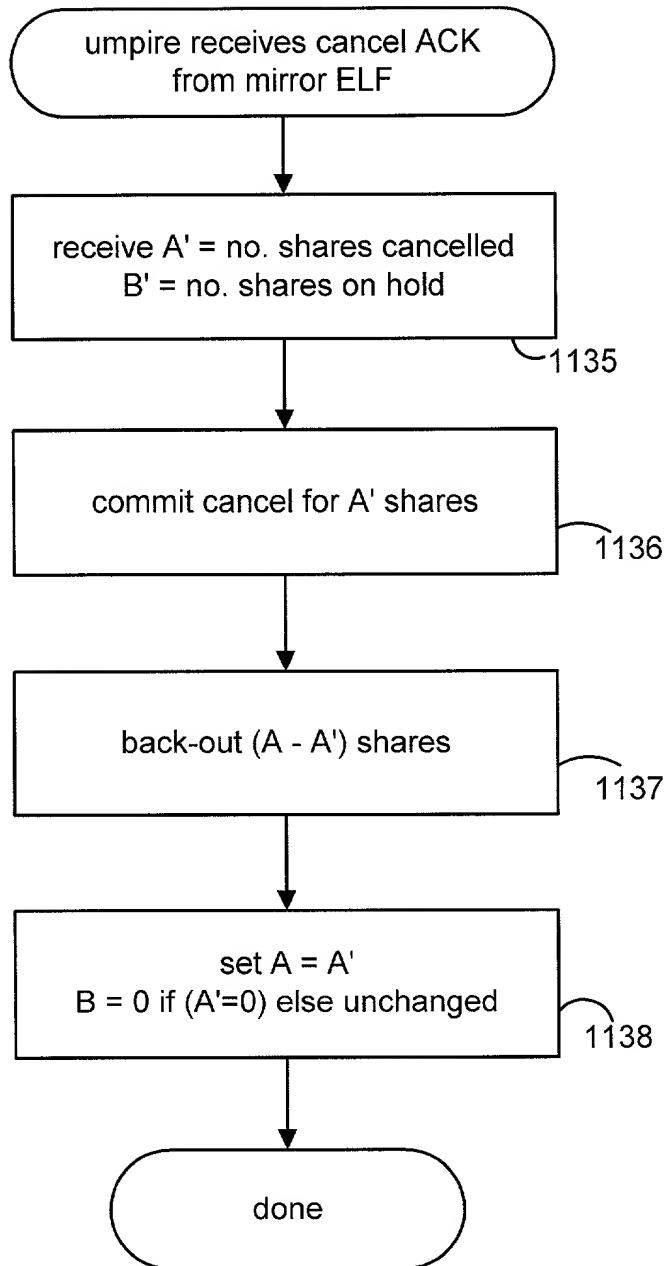 umpire receives cancel ACK
from mirror ELF
receive A' = no. shares cancelled
B' = no. shares on hold
1135
commit cancel for A' shares
1136
back-out (A - A') shares
1137
set A = A'
B = 0 if (A'=0) else unchanged
1138
done